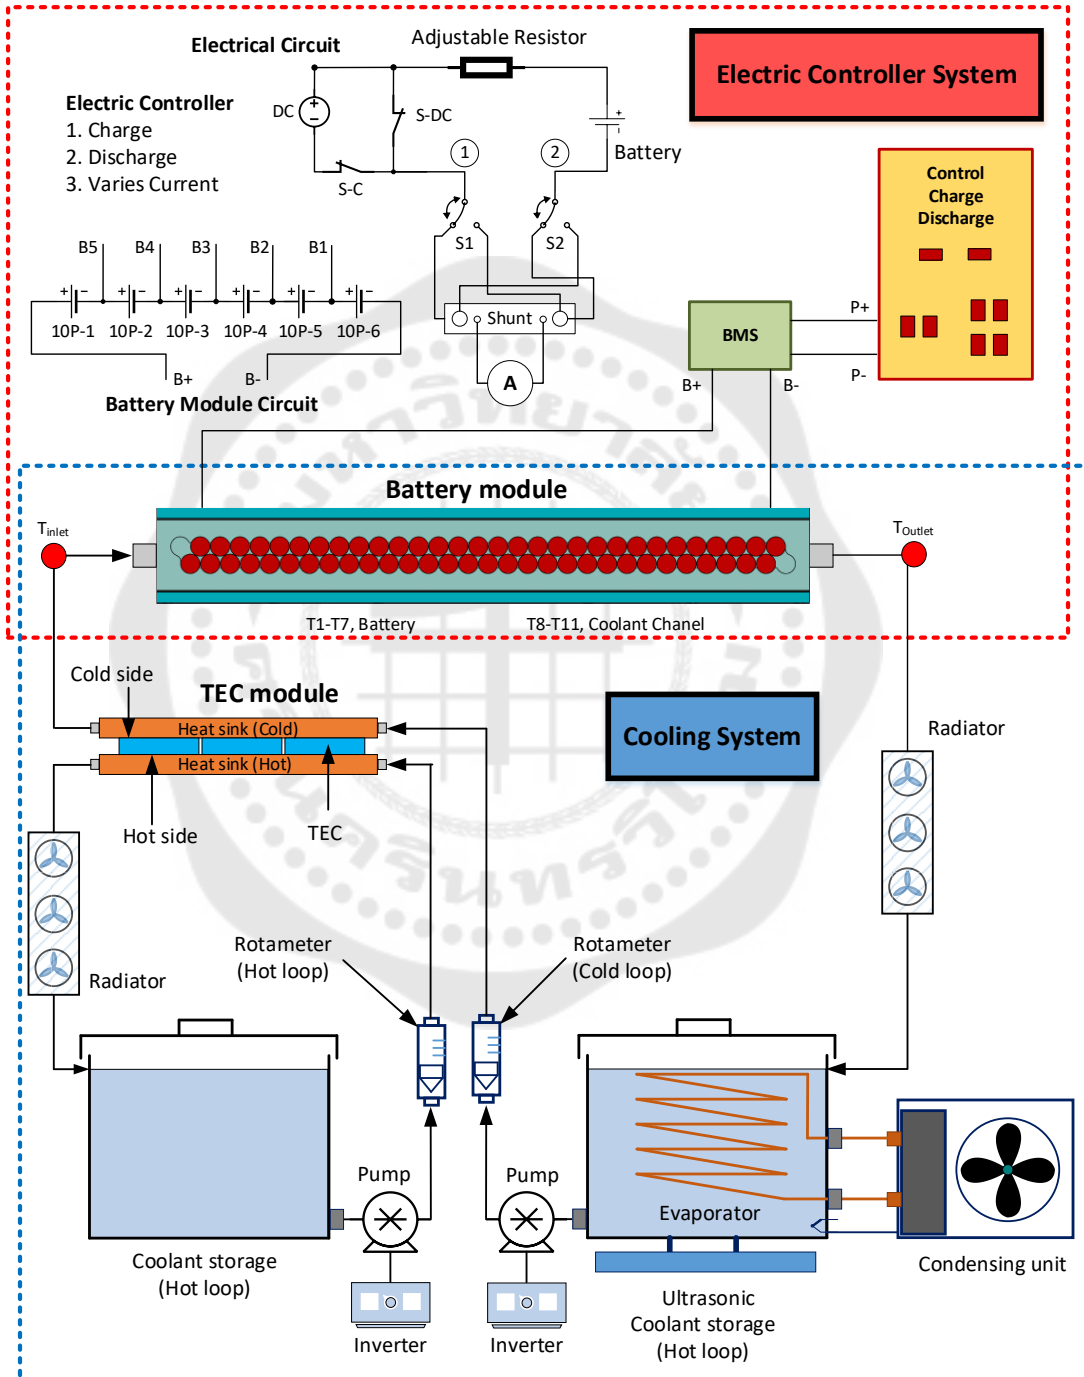 Electrical Circuit
Adjustable Resistor
Electric Controller System
Electric Controller
1. Charge
2. Discharge
3. Varies Current
DC
+
−
S-DC
S-C
1
2
+
-
Battery
S1
S2
Control
Charge
Discharge
B5
B4
B3
B2
B1
+ −
+ −
+ −
+ −
+ −
+ −
10P-1
10P-2
10P-3
10P-4
10P-5
10P-6
B+
B-
Battery Module Circuit
Shunt
A
BMS
P+
P-
B+
B-
Battery module
Tinlet
TOutlet
T1-T7, Battery
T8-T11, Coolant Chanel
Cold side
TEC module
Heat sink (Cold)
Heat sink (Hot)
Hot side
TEC
Cooling System
Radiator
Radiator
Rotameter
(Hot loop)
Rotameter
(Cold loop)
Pump
Pump
Evaporator
Coolant storage
(Hot loop)
Inverter
Inverter
Ultrasonic
Coolant storage
(Hot loop)
Condensing unit